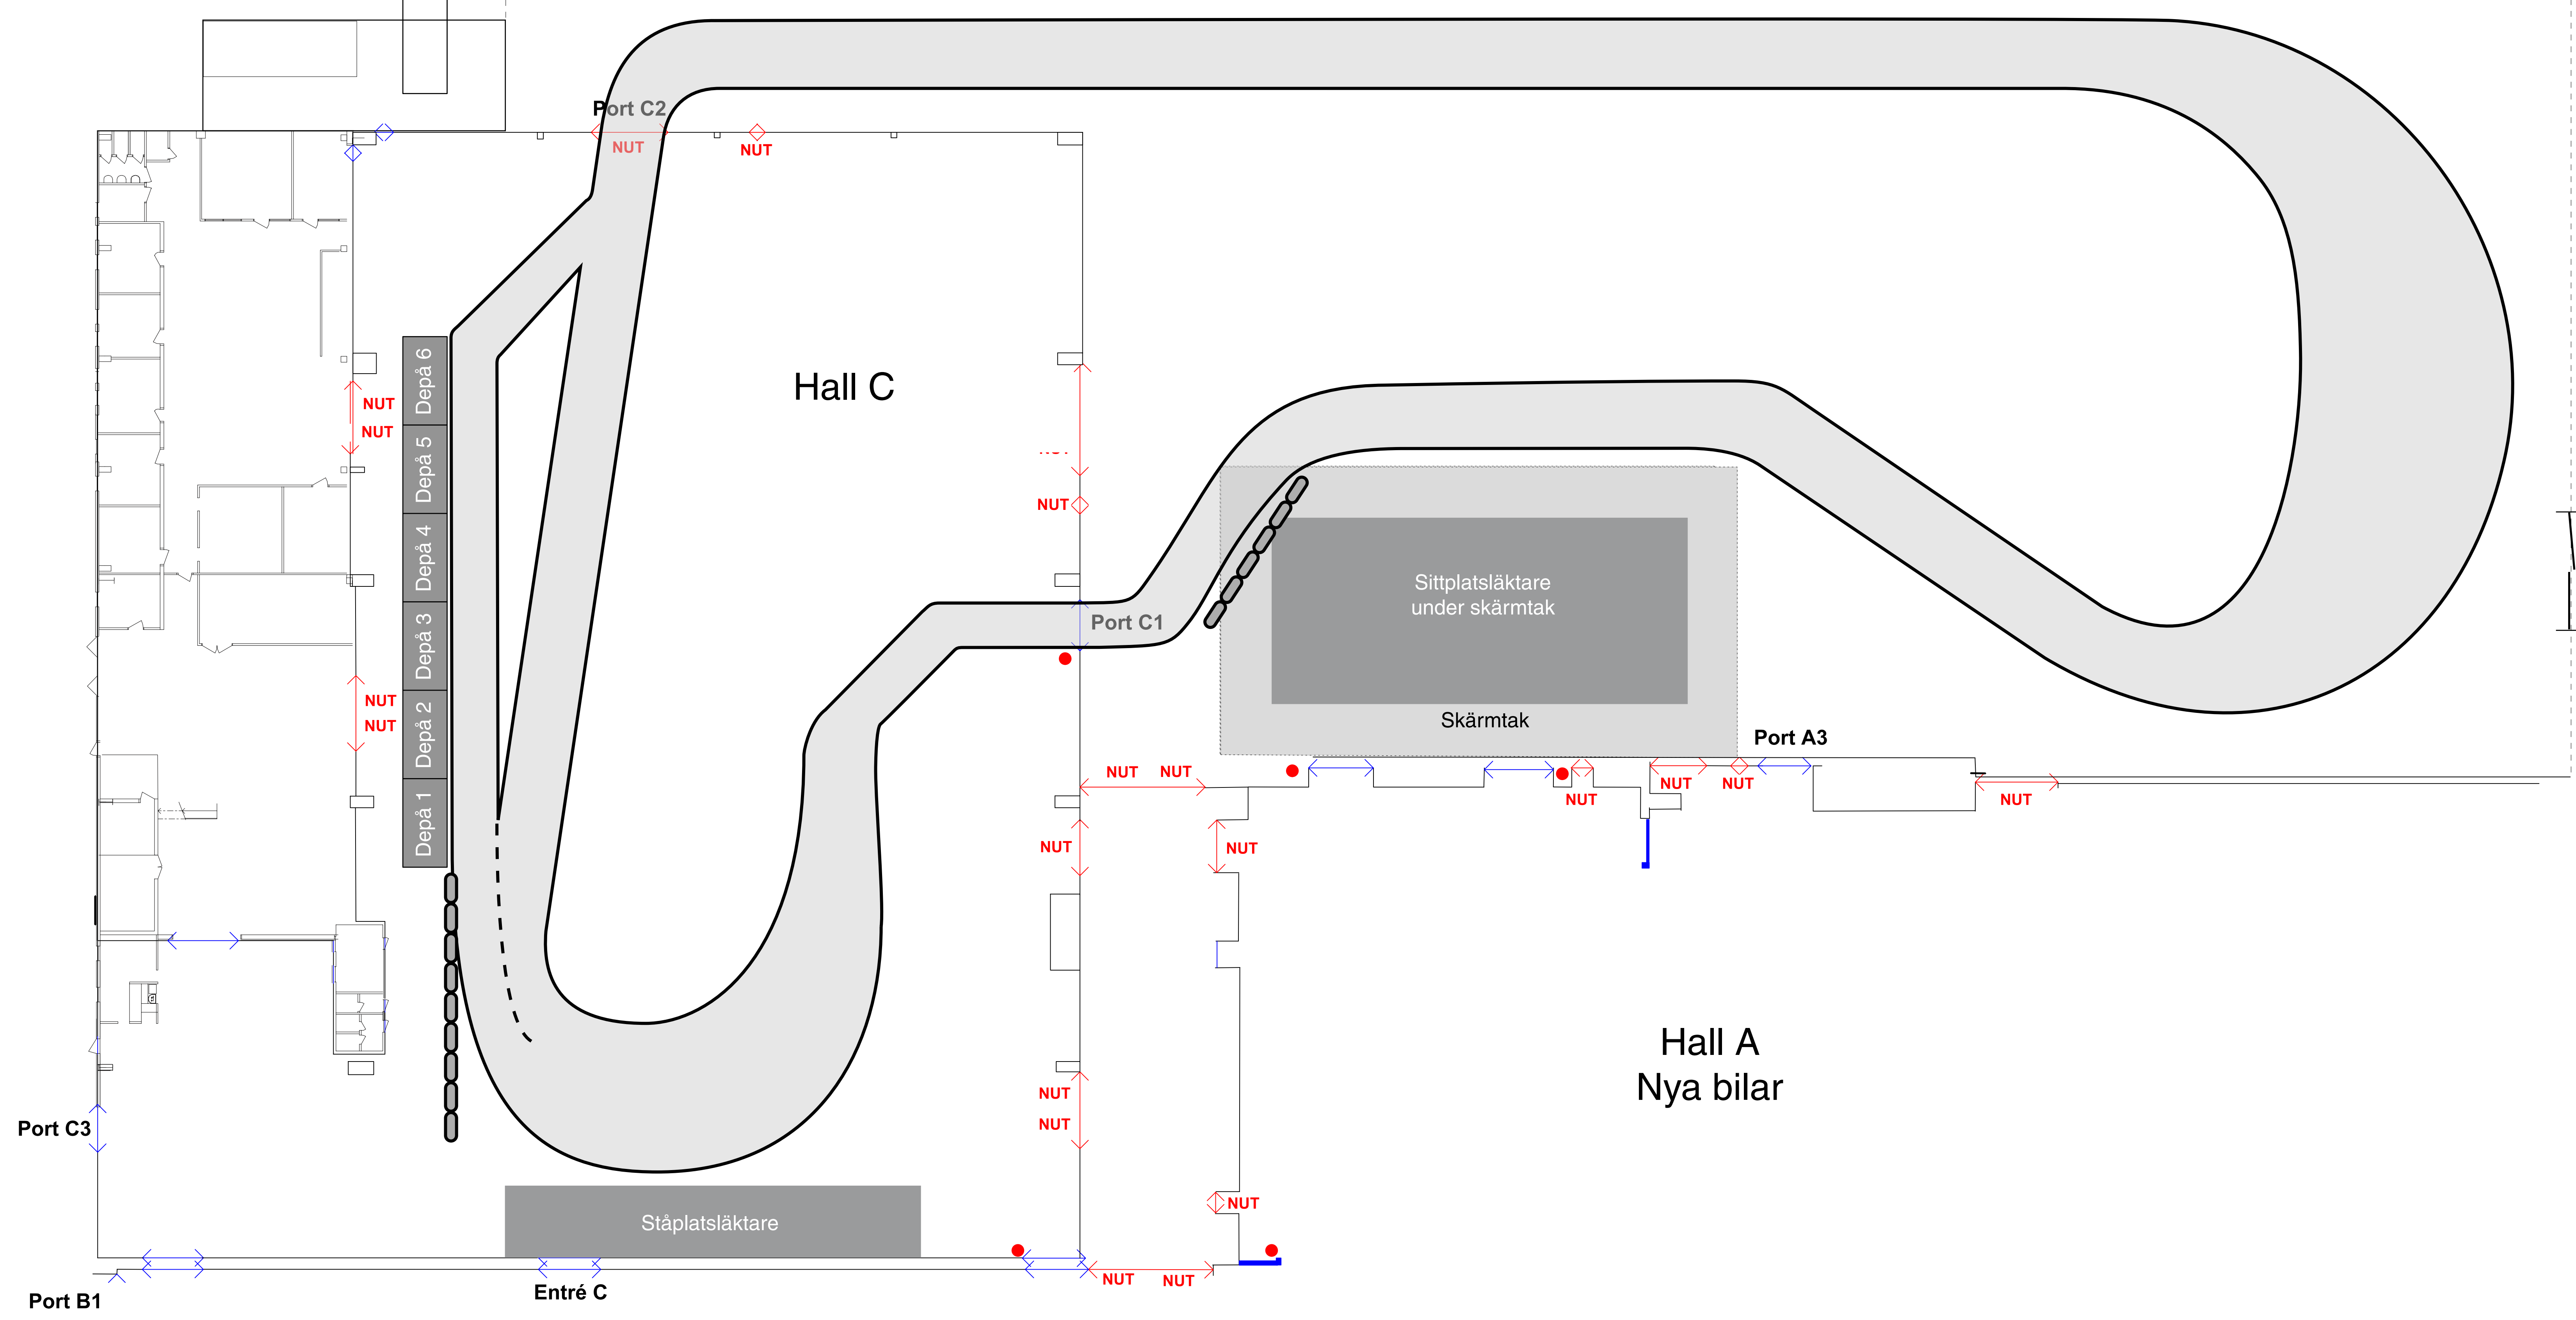 Port C2
NUT
NUT
Hall C
Depå 6
Depå 5
Depå 4
Depå 3
Depå 2
Depå 1
NUT
NUT
NUT
NUT
NUT
Port C1
Sittplatsläktare
under skärmtak
Skärmtak
Port A3
NUT
NUT
NUT
NUT
NUT
NUT
NUT
NUT
Hall A
Nya bilar
NUT
NUT
Port C3
NUT
Ståplatsläktare
NUT
NUT
Entré C
Port B1